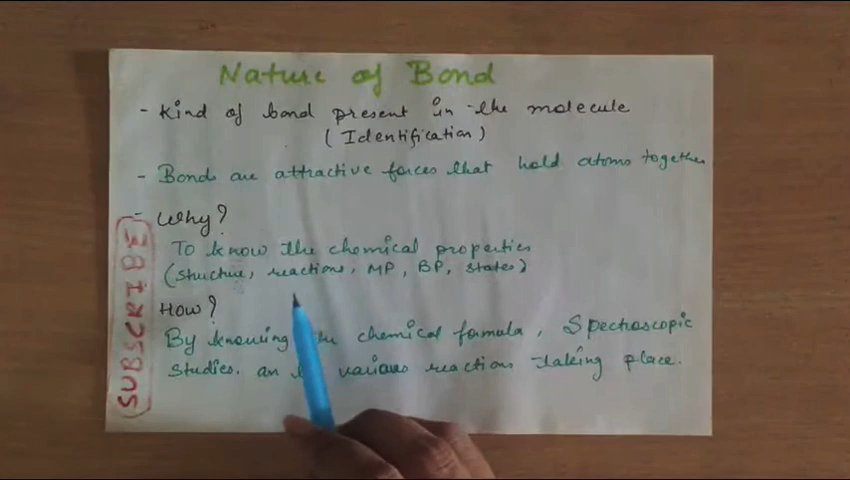 Nature of Bond
- Kind of bond present in the molecule
(Identification)
- Bonds are attractive forces that hold atoms together
- Why?
To know the chemical properties
(structure, reactions, MP, BP, states)
How?
By knowing chemical formula, Spectroscopic
Studies. various reactions taking place.
SUBSCRIBE